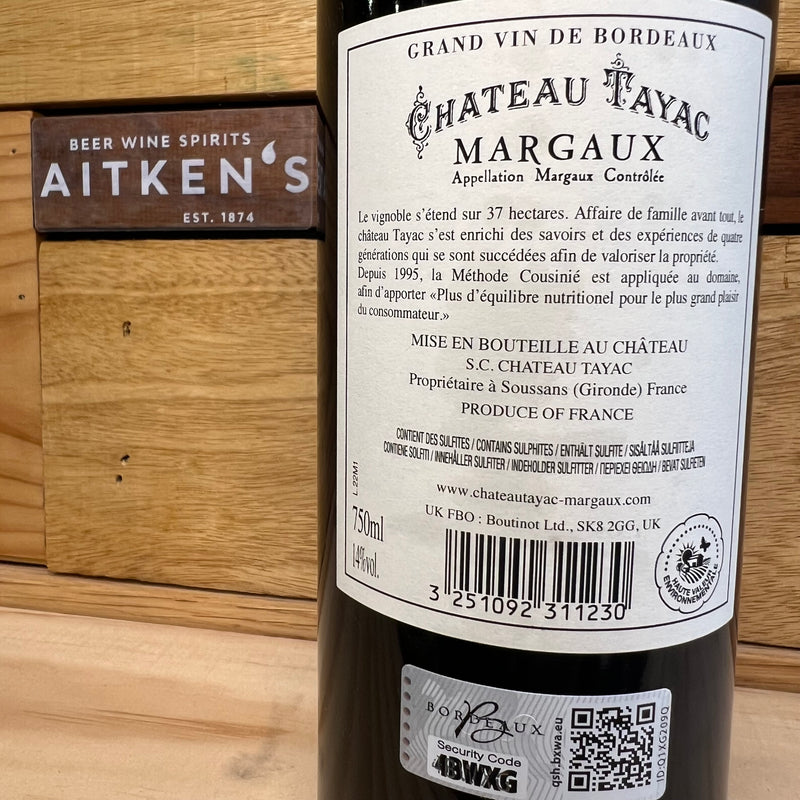 BEER WINE SPIRITS
AITKEN'S
EST. 1874
GRAND VIN DE BORDEAUX
CHATEAU TAYAC
MARGAUX
Appellation Margaux Contrôlée
Le vignoble s'étend sur 37 hectares. Affaire de famille avant tout, le
château Tayac s'est enrichi des savoirs et des expériences de quatre
générations qui se sont succédées afin de valoriser la propriété.
Depuis 1995, la Méthode Cousinié est appliquée au domaine,
afin d'apporter «Plus d'équilibre nutritionel pour le plus grand plaisir
du consommateur.»
MISE EN BOUTEILLE AU CHÂTEAU
S.C. CHATEAU TAYAC
Propriétaire à Soussans (Gironde) France
PRODUCE OF FRANCE
CONTIENT DES SULFITES / CONTAINS SULPHITES / ENTHÄLT SULFITE / SISÄLTÄÄ SULFITTEJA
CONTIENE SOLFITI / INNEHÅLLER SULFITER / INDEHOLDER SULFITTER / ΠΕΡΙΕΧΕΙ ΘΕΙΩΔΗ / BEVAT SULFIETEN
www.chateautayac-margaux.com
UK FBO : Boutinot Ltd., SK8 2GG, UK
L.22M1
750ml
14%vol.
3 251092 311230
HAUTE VALEUR
ENVIRONNEMENTALE
BORDEAUX
B
Security Code
4BWXG
qsh.bxwa.eu
ID:Q1XG209Q